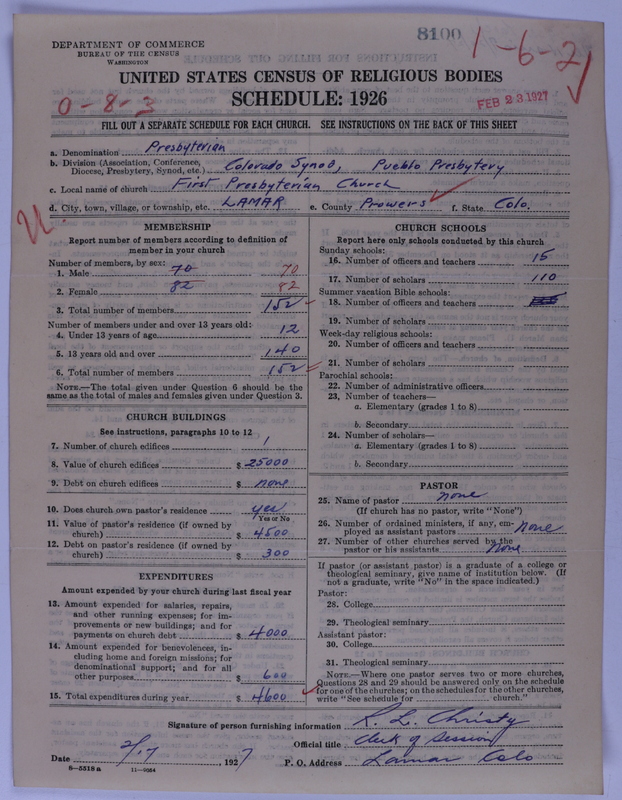 8100
1-6-2
DEPARTMENT OF COMMERCE
BUREAU OF THE CENSUS
WASHINGTON
UNITED STATES CENSUS OF RELIGIOUS BODIES
SCHEDULE: 1926
0-8-3
FEB 23 1927
FILL OUT A SEPARATE SCHEDULE FOR EACH CHURCH. SEE INSTRUCTIONS ON THE BACK OF THIS SHEET
a. Denomination Presbyterian
b. Division (Association, Conference, Diocese, Presbytery, Synod, etc.) Colorado Synod, Pueblo Presbytery
c. Local name of church First Presbyterian Church
d. City, town, village, or township, etc. LAMAR e. County Prowers f. State Colo.
MEMBERSHIP
Report number of members according to definition of
member in your church
Number of members, by sex:
1. Male 70 70
2. Female 82 82
3. Total number of members 152
Number of members under and over 13 years old:
4. Under 13 years of age 12
5. 13 years old and over 140
6. Total number of members 152
NOTE.—The total given under Question 6 should be the
same as the total of males and females given under Question 3.
CHURCH BUILDINGS
See instructions, paragraphs 10 to 12
7. Number of church edifices 1
8. Value of church edifices $ 25000
9. Debt on church edifices $ none
10. Does church own pastor's residence yes
Yes or No
11. Value of pastor's residence (if owned by
church) $ 4500
12. Debt on pastor's residence (if owned by
church) $ 300
EXPENDITURES
Amount expended by your church during last fiscal year
13. Amount expended for salaries, repairs,
and other running expenses; for im-
provements or new buildings; and for
payments on church debt $ 4000
14. Amount expended for benevolences, in-
cluding home and foreign missions; for
denominational support; and for all
other purposes $ 600
15. Total expenditures during year $ 4600
CHURCH SCHOOLS
Report here only schools conducted by this church
Sunday schools:
16. Number of officers and teachers 15
17. Number of scholars 110
Summer vacation Bible schools:
18. Number of officers and teachers
19. Number of scholars
Week-day religious schools:
20. Number of officers and teachers
21. Number of scholars
Parochial schools:
22. Number of administrative officers
23. Number of teachers—
a. Elementary (grades 1 to 8)
b. Secondary
24. Number of scholars—
a. Elementary (grades 1 to 8)
b. Secondary
PASTOR
25. Name of pastor none
(If church has no pastor, write "None")
26. Number of ordained ministers, if any, em-
ployed as assistant pastors none
27. Number of other churches served by the
pastor or his assistants none
If pastor (or assistant pastor) is a graduate of a college or
theological seminary, give name of institution below. (If
not a graduate, write "No" in the space indicated.)
Pastor:
28. College
29. Theological seminary
Assistant pastor:
30. College
31. Theological seminary
NOTE.—Where one pastor serves two or more churches,
Questions 28 and 29 should be answered only on the schedule
for one of the churches; on the schedules for the other churches,
write "See schedule for church."
Signature of person furnishing information R. L. Christy
Official title Clerk of Session
Date 2/17 1927 P. O. Address Lamar Colo
8-5518 a 11-9064